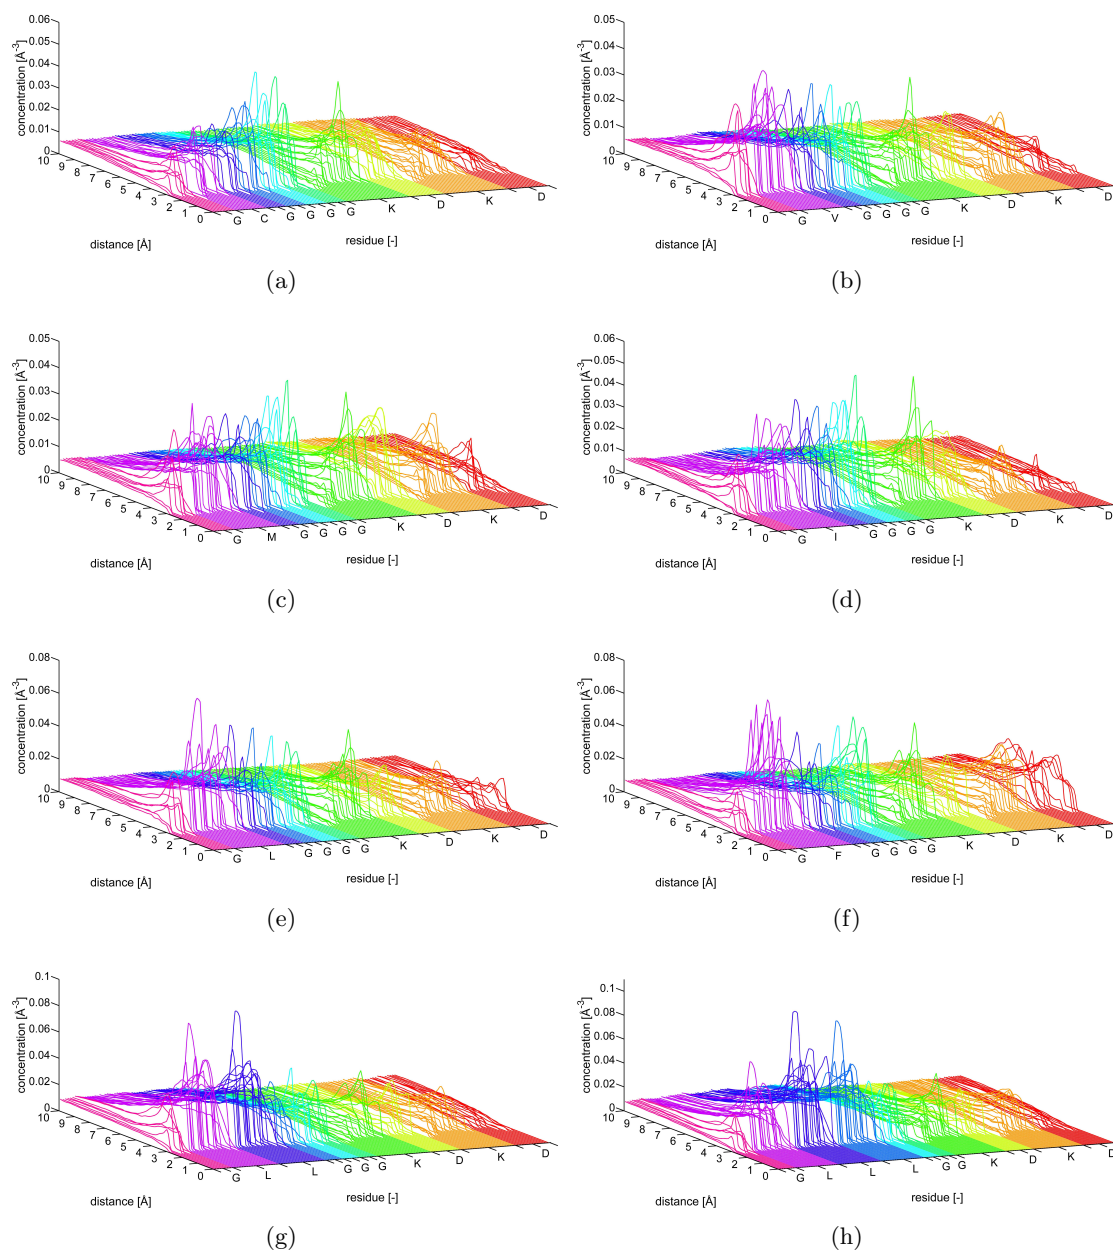 0.06
0.05
0.04
0.03
0.02
0.01
0
concentration [Å-3]
10 9 8 7 6 5 4 3 2 1 0
G C G G G G K D K D
distance [Å] residue [-]
(a)
0.05
0.04
0.03
0.02
0.01
0
concentration [Å-3]
10 9 8 7 6 5 4 3 2 1 0
G V G G G G K D K D
distance [Å] residue [-]
(b)
0.05
0.04
0.03
0.02
0.01
0
concentration [Å-3]
10 9 8 7 6 5 4 3 2 1 0
G M G G G G K D K D
distance [Å] residue [-]
(c)
0.06
0.05
0.04
0.03
0.02
0.01
0
concentration [Å-3]
10 9 8 7 6 5 4 3 2 1 0
G I G G G G K D K D
distance [Å] residue [-]
(d)
0.08
0.06
0.04
0.02
0
concentration [Å-3]
10 9 8 7 6 5 4 3 2 1 0
G L G G G G K D K D
distance [Å] residue [-]
(e)
0.08
0.06
0.04
0.02
0
concentration [Å-3]
10 9 8 7 6 5 4 3 2 1 0
G F G G G G K D K D
distance [Å] residue [-]
(f)
0.1
0.08
0.06
0.04
0.02
0
concentration [Å-3]
10 9 8 7 6 5 4 3 2 1 0
G L L G G G K D K D
distance [Å] residue [-]
(g)
0.1
0.08
0.06
0.04
0.02
0
concentration [Å-3]
10 9 8 7 6 5 4 3 2 1 0
G L L L G G K D K D
distance [Å] residue [-]
(h)